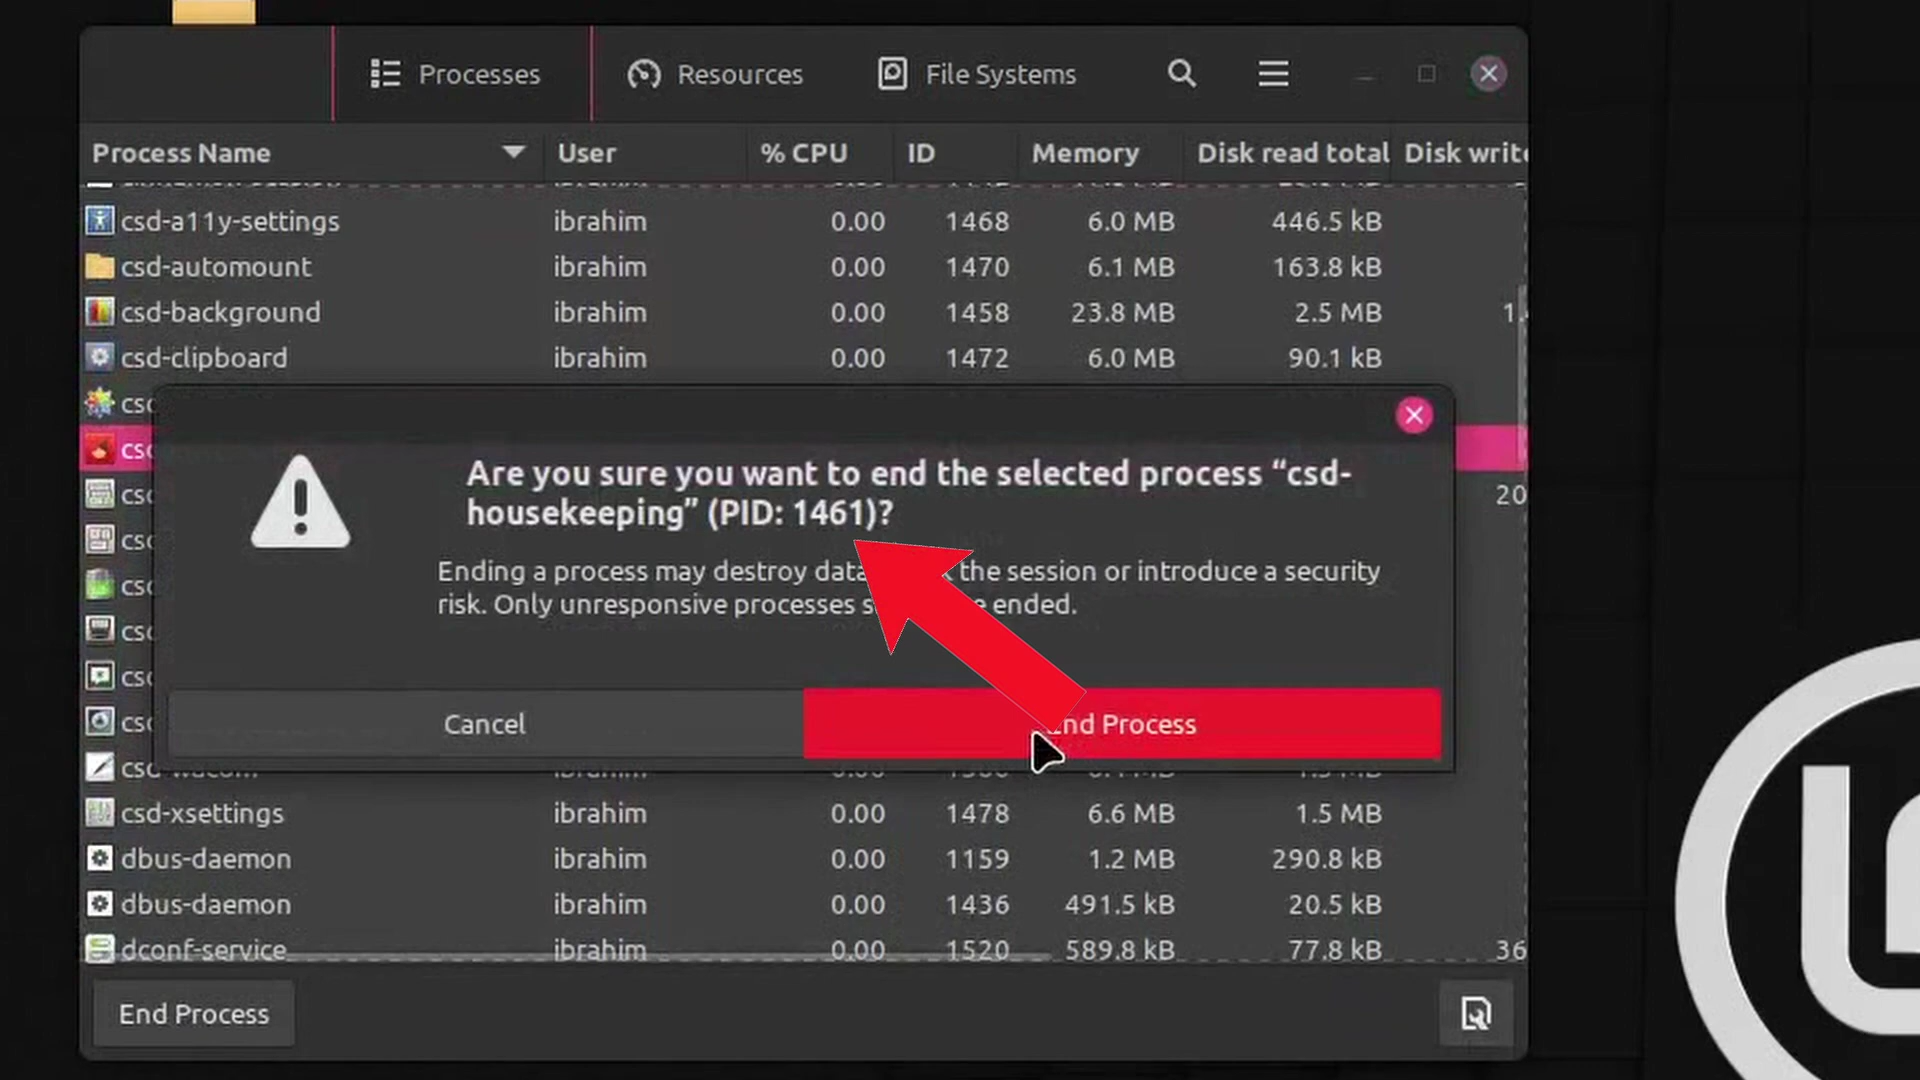 Processes Resources File Systems
Process Name User % CPU ID Memory Disk read total Disk write
csd-a11y-settings ibrahim 0.00 1468 6.0 MB 446.5 kB
csd-automount ibrahim 0.00 1470 6.1 MB 163.8 kB
csd-background ibrahim 0.00 1458 23.8 MB 2.5 MB 1.
csd-clipboard ibrahim 0.00 1472 6.0 MB 90.1 kB
Are you sure you want to end the selected process “csd-
housekeeping” (PID: 1461)?
Ending a process may destroy data the session or introduce a security
risk. Only unresponsive processes ended.
20
Cancel End Process
csd-xsettings ibrahim 0.00 1478 6.6 MB 1.5 MB
dbus-daemon ibrahim 0.00 1159 1.2 MB 290.8 kB
dbus-daemon ibrahim 0.00 1436 491.5 kB 20.5 kB
dconf-service ibrahim 0.00 1520 589.8 kB 77.8 kB 36
End Process